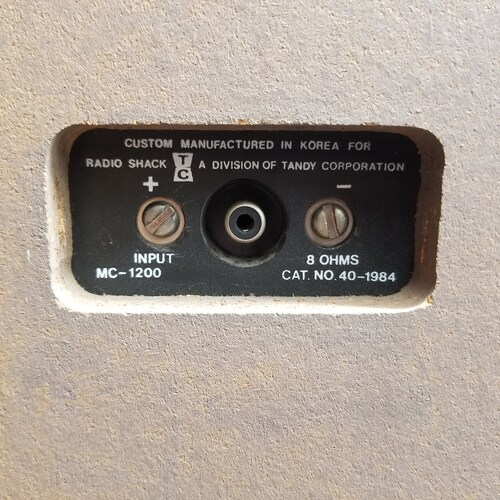 CUSTOM MANUFACTURED IN KOREA FOR
RADIO SHACK TC A DIVISION OF TANDY CORPORATION
+ -
INPUT 8 OHMS
MC-1200 CAT. NO. 40-1984